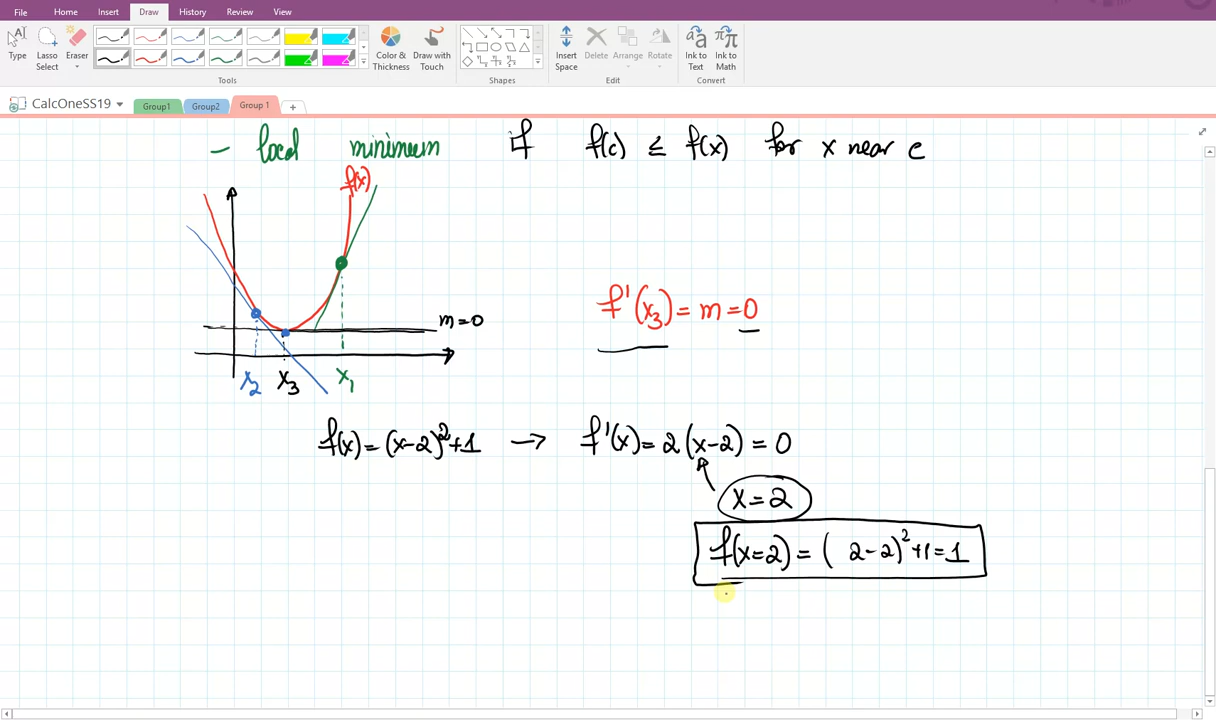 File Home Insert Draw History Review View
Type Lasso Select Eraser Color & Thickness Draw with Touch Insert Space Delete Arrange Rotate Ink to Text Ink to Math
Tools Shapes Edit Convert
CalcOneSS19 Group1 Group2 Group 1 +
– local minimum if f(c) ≤ f(x) for x near c
f(x)
f'(x₃) = m = 0
m=0
x₂ x₃ x₁
f(x) = (x-2)²+1 → f'(x) = 2(x-2) = 0
x = 2
f(x=2) = ( 2-2)²+1 = 1